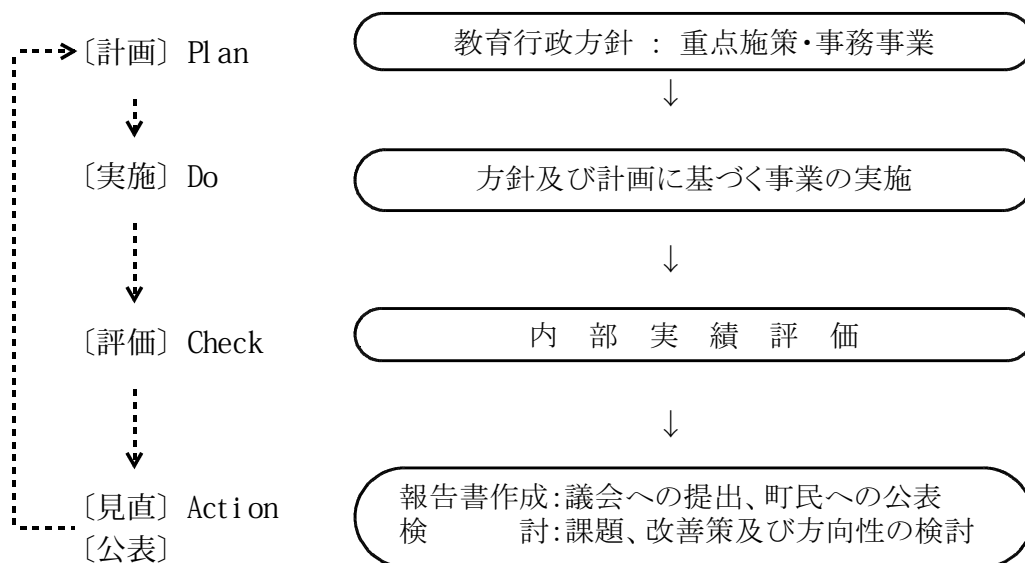 〔計画〕 Plan
教育行政方針 : 重点施策・事務事業
↓
〔実施〕 Do
方針及び計画に基づく事業の実施
↓
〔評価〕 Check
内 部 実 績 評 価
↓
〔見直〕 Action
〔公表〕
報告書作成:議会への提出、町民への公表
検 討:課題、改善策及び方向性の検討